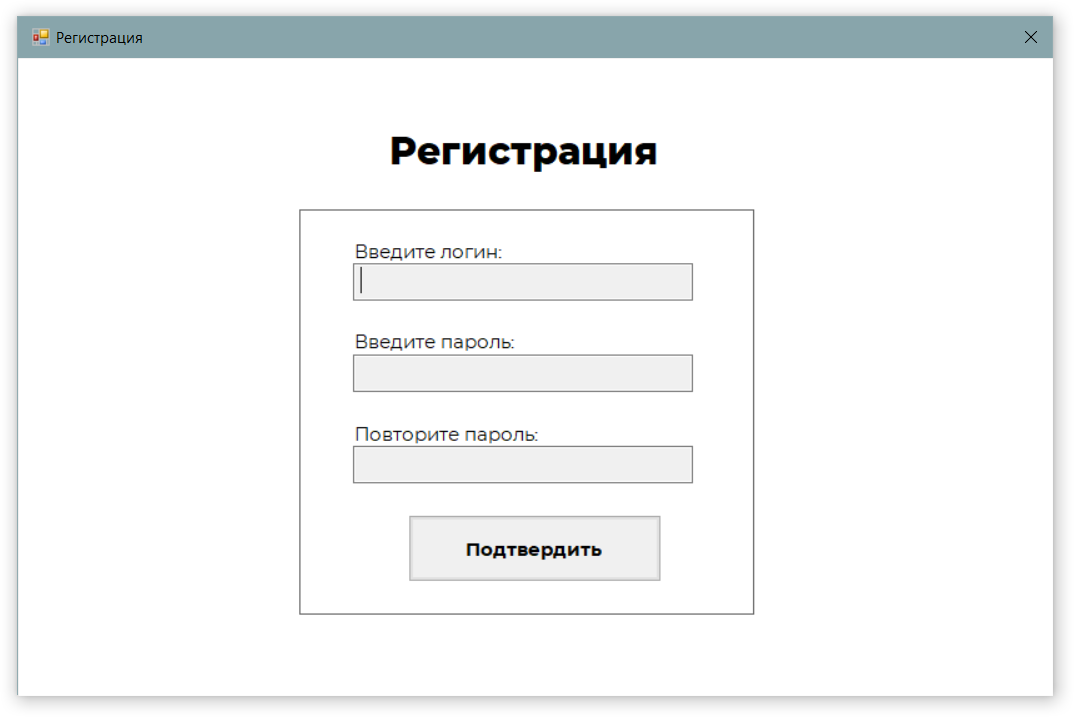 Регистрация
Регистрация
Введите логин:
Введите пароль:
Повторите пароль:
Подтвердить